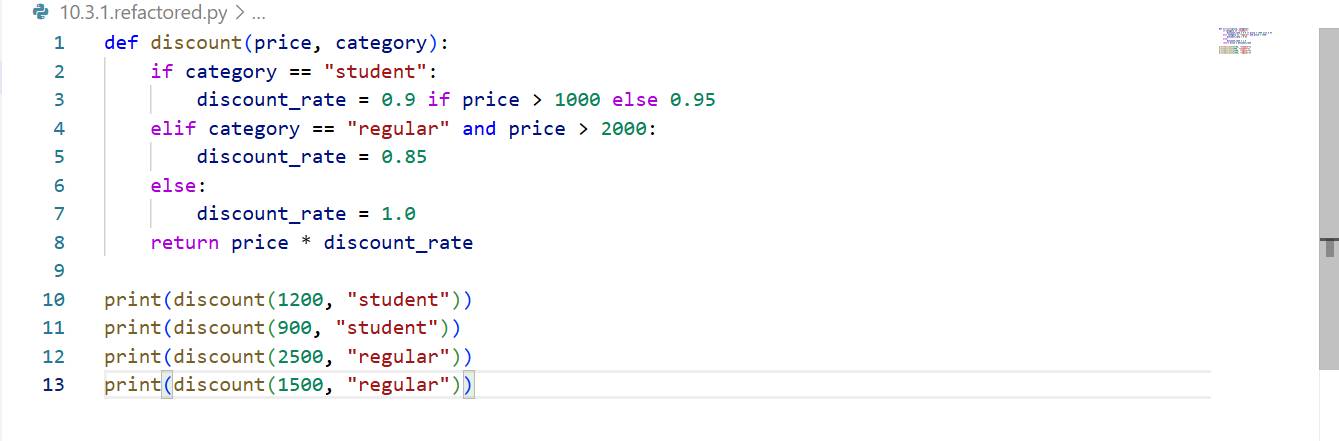 10.3.1.refactored.py > ...
1 def discount(price, category):
2     if category == "student":
3         discount_rate = 0.9 if price > 1000 else 0.95
4     elif category == "regular" and price > 2000:
5         discount_rate = 0.85
6     else:
7         discount_rate = 1.0
8     return price * discount_rate
9
10 print(discount(1200, "student"))
11 print(discount(900, "student"))
12 print(discount(2500, "regular"))
13 print(discount(1500, "regular"))